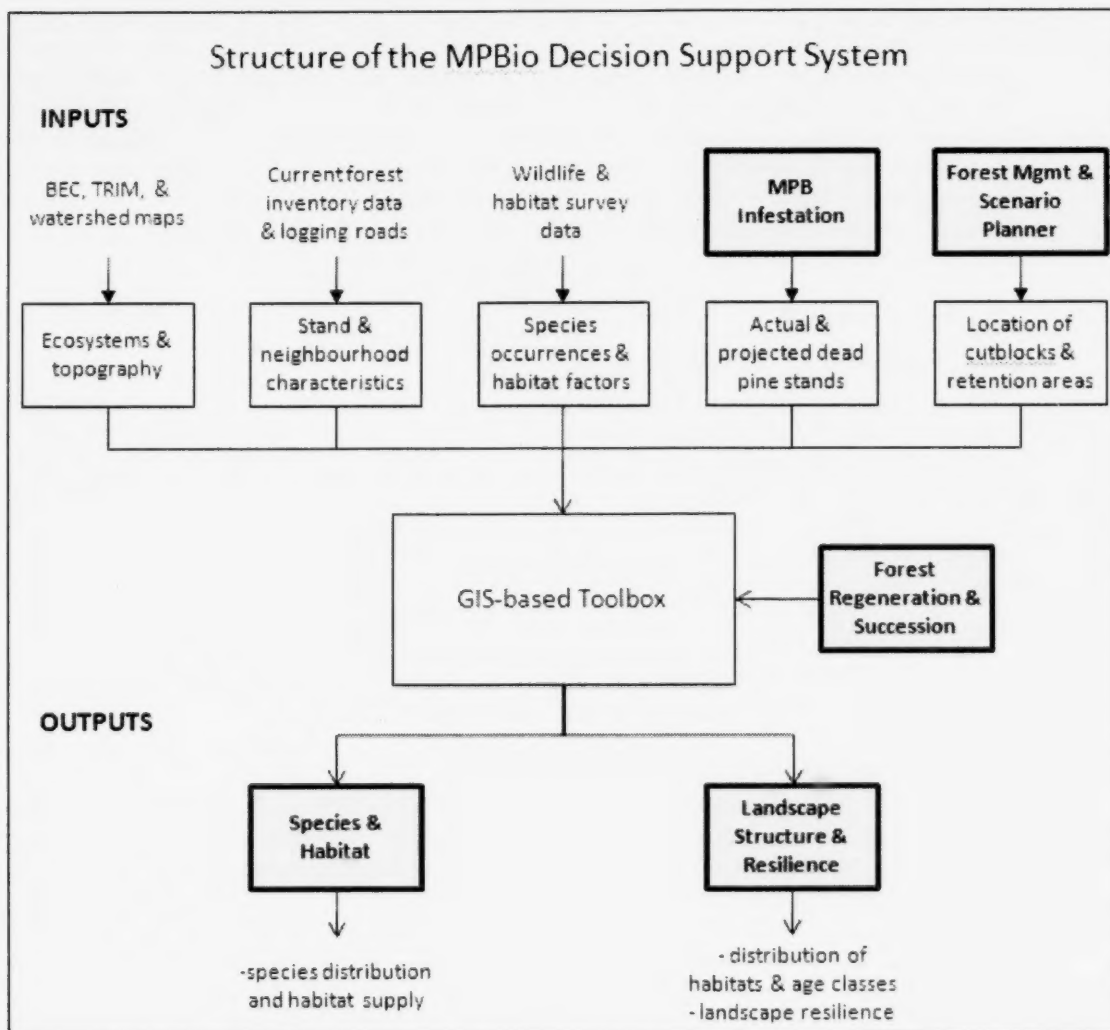 Structure of the MPBio Decision Support System
INPUTS
BEC, TRIM, &
watershed maps
Current forest
inventory data
& logging roads
Wildlife &
habitat survey
data
MPB
Infestation
Forest Mgmt &
Scenario
Planner
Ecosystems &
topography
Stand &
neighbourhood
characteristics
Species
occurrences &
habitat factors
Actual &
projected dead
pine stands
Location of
cutblocks &
retention areas
GIS-based Toolbox
Forest
Regeneration &
Succession
OUTPUTS
Species &
Habitat
Landscape
Structure &
Resilience
-species distribution
and habitat supply
- distribution of
habitats & age classes
- landscape resilience